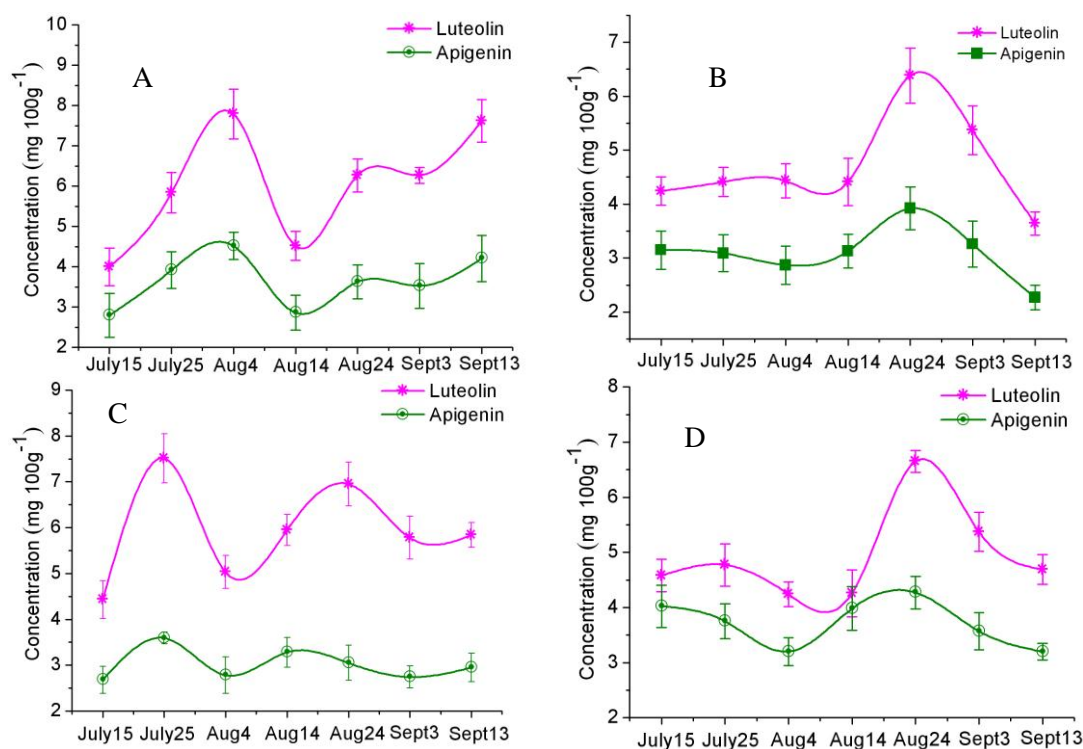 A
Luteolin
Apigenin
Concentration (mg 100g-1)
10
9
8
7
6
5
4
3
2
July15 July25 Aug4 Aug14 Aug24 Sept3 Sept13
B
Luteolin
Apigenin
Concentration (mg 100g-1)
7
6
5
4
3
2
July15 July25 Aug4 Aug14 Aug24 Sept3 Sept13
C
Luteolin
Apigenin
Concentration (mg 100g-1)
9
8
7
6
5
4
3
2
July15 July25 Aug4 Aug14 Aug24 Sept3 Sept13
D
Luteolin
Apigenin
Concentration (mg 100g-1)
8
7
6
5
4
3
2
July15 July25 Aug4 Aug14 Aug24 Sept3 Sept13